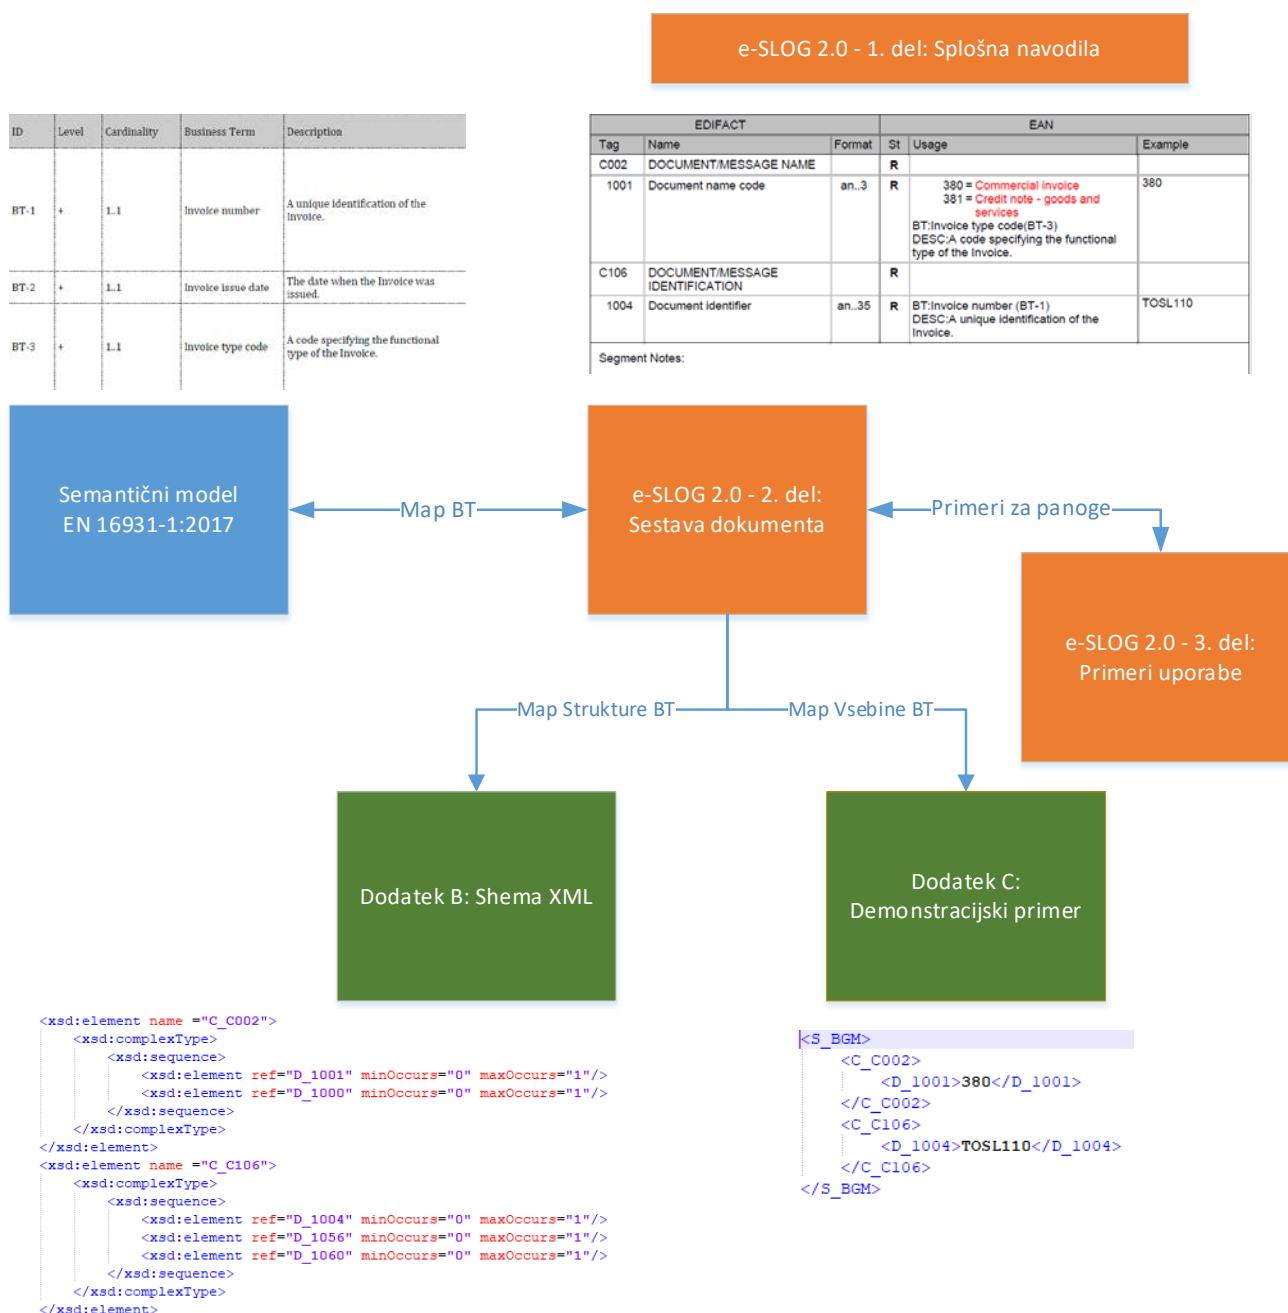 e-SLOG 2.0 - 1. del: Splošna navodila
ID Level Cardinality Business Term Description
BT-1 + 1..1 Invoice number A unique identification of the
Invoice.
BT-2 + 1..1 Invoice issue date The date when the Invoice was
issued.
BT-3 + 1..1 Invoice type code A code specifying the functional
type of the Invoice.
EDIFACT EAN
Tag Name Format St Usage Example
C002 DOCUMENT/MESSAGE NAME R
1001 Document name code an..3 R 380 = Commercial invoice 380
381 = Credit note - goods and
services
BT:Invoice type code(BT-3)
DESC:A code specifying the functional
type of the Invoice.
C106 DOCUMENT/MESSAGE R
IDENTIFICATION
1004 Document identifier an..35 R BT:Invoice number (BT-1) TOSL110
DESC:A unique identification of the
Invoice.
Segment Notes:
Semantični model
EN 16931-1:2017
Map BT
e-SLOG 2.0 - 2. del:
Sestava dokumenta
Primeri za panoge
e-SLOG 2.0 - 3. del:
Primeri uporabe
Map Strukture BT
Map Vsebine BT
Dodatek B: Shema XML
Dodatek C:
Demonstracijski primer
<xsd:element name ="C_C002">
<xsd:complexType>
<xsd:sequence>
<xsd:element ref="D_1001" minOccurs="0" maxOccurs="1"/>
<xsd:element ref="D_1000" minOccurs="0" maxOccurs="1"/>
</xsd:sequence>
</xsd:complexType>
</xsd:element>
<xsd:element name ="C_C106">
<xsd:complexType>
<xsd:sequence>
<xsd:element ref="D_1004" minOccurs="0" maxOccurs="1"/>
<xsd:element ref="D_1056" minOccurs="0" maxOccurs="1"/>
<xsd:element ref="D_1060" minOccurs="0" maxOccurs="1"/>
</xsd:sequence>
</xsd:complexType>
</xsd:element>
<S_BGM>
<C_C002>
<D_1001>380</D_1001>
</C_C002>
<C_C106>
<D_1004>TOSL110</D_1004>
</C_C106>
</S_BGM>